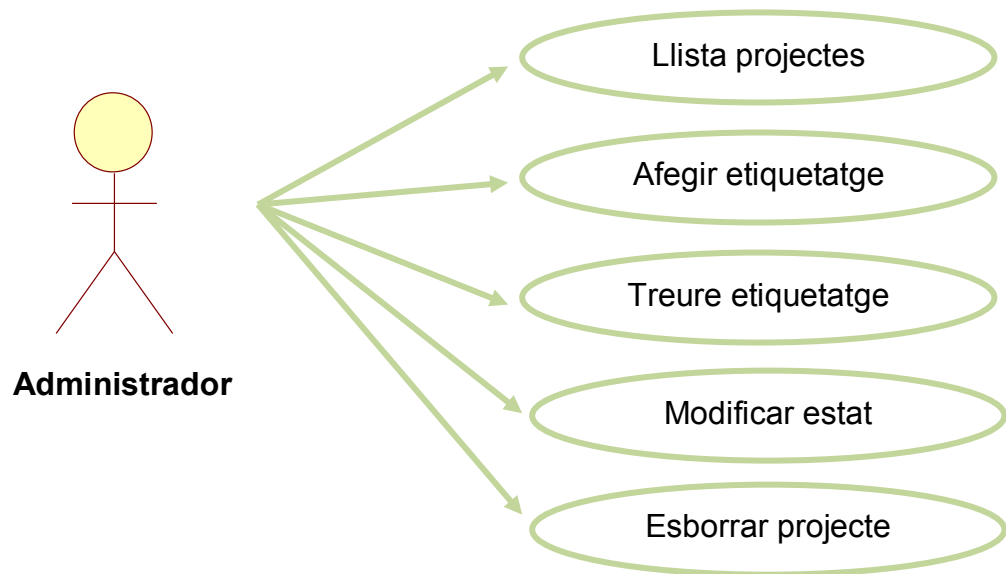 Llista projectes
Afegir etiquetatge
Treure etiquetatge
Administrador
Modificar estat
Esborrar projecte